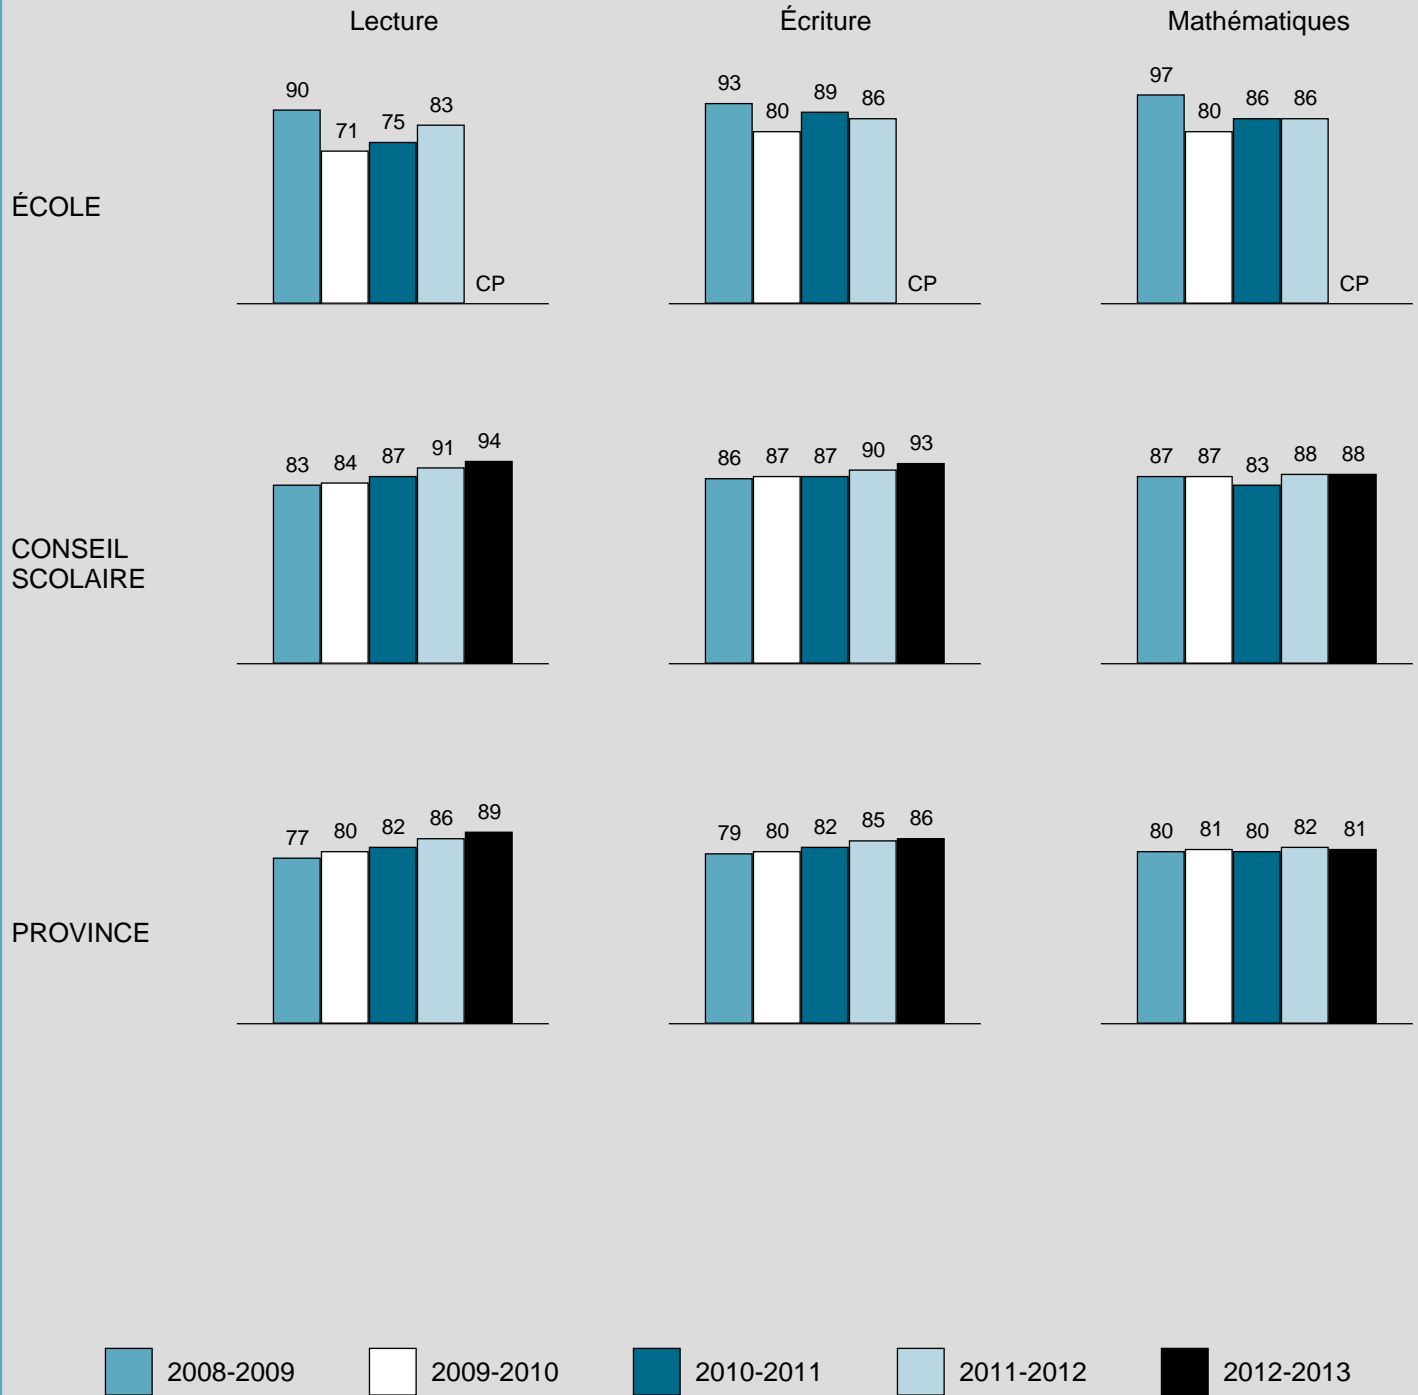 Lecture Écriture Mathématiques
ÉCOLE
90 71 75 83 CP
93 80 89 86 CP
97 80 86 86 CP
CONSEIL
SCOLAIRE
83 84 87 91 94
86 87 87 90 93
87 87 83 88 88
PROVINCE
77 80 82 86 89
79 80 82 85 86
80 81 80 82 81
2008-2009 2009-2010 2010-2011 2011-2012 2012-2013